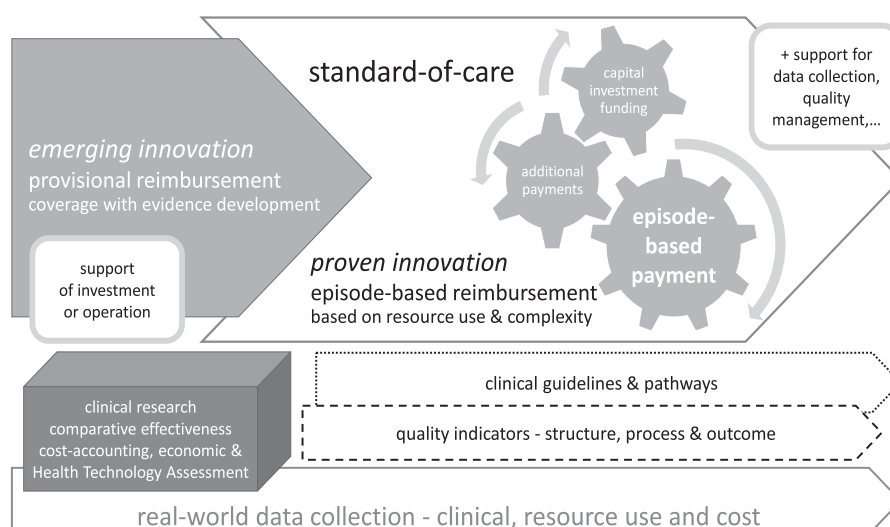 standard-of-care
capital
investment
funding
+ support for
data collection,
quality
management,...
emerging innovation
provisional reimbursement
coverage with evidence development
additional
payments
episode-
based
payment
support
of investment
or operation
proven innovation
episode-based reimbursement
based on resource use & complexity
clinical research
comparative effectiveness
cost-accounting, economic &
Health Technology Assessment
clinical guidelines & pathways
quality indicators - structure, process & outcome
real-world data collection - clinical, resource use and cost